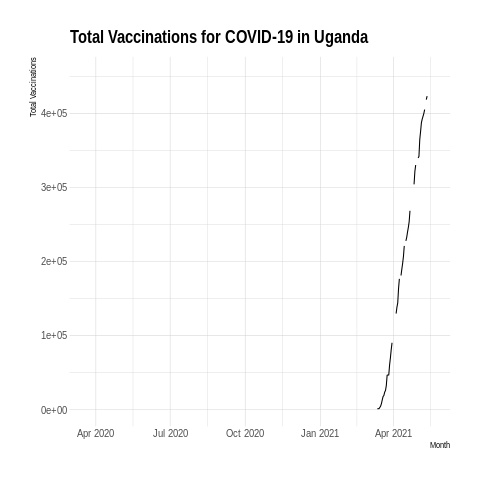 Total Vaccinations for COVID-19 in Uganda
Total Vaccinations
4e+05
3e+05
2e+05
1e+05
0e+00
Apr 2020 Jul 2020 Oct 2020 Jan 2021 Apr 2021
Month